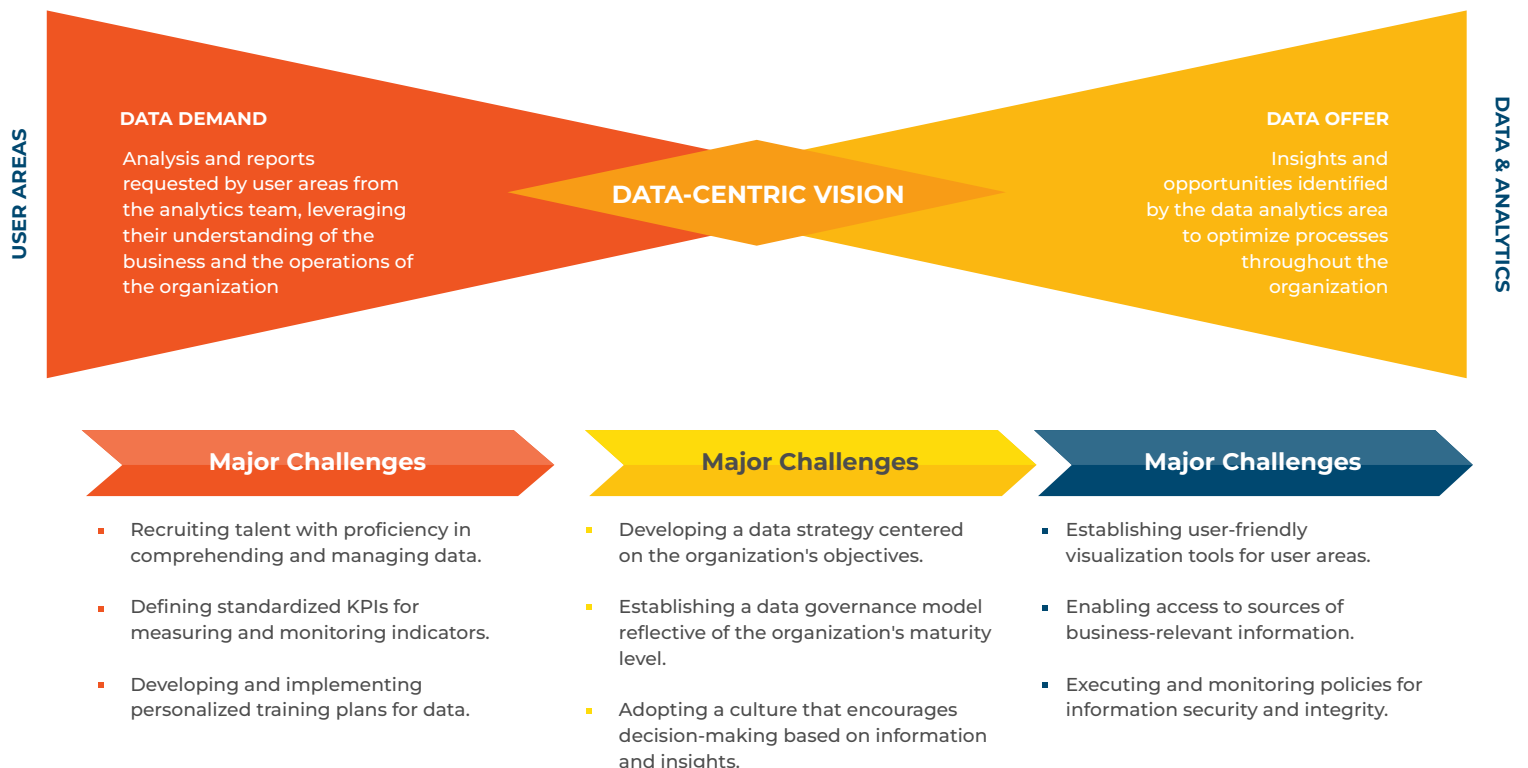 USER AREAS
DATA DEMAND
Analysis and reports
requested by user areas from
the analytics team, leveraging
their understanding of the
business and the operations of
the organization
DATA-CENTRIC VISION
DATA OFFER
Insights and
opportunities identified
by the data analytics area
to optimize processes
throughout the
organization
DATA & ANALYTICS
Major Challenges
Recruiting talent with proficiency in
comprehending and managing data.
Defining standardized KPIs for
measuring and monitoring indicators.
Developing and implementing
personalized training plans for data.
Major Challenges
Developing a data strategy centered
on the organization's objectives.
Establishing a data governance model
reflective of the organization's maturity
level.
Adopting a culture that encourages
decision-making based on information
and insights.
Major Challenges
Establishing user-friendly
visualization tools for user areas.
Enabling access to sources of
business-relevant information.
Executing and monitoring policies for
information security and integrity.